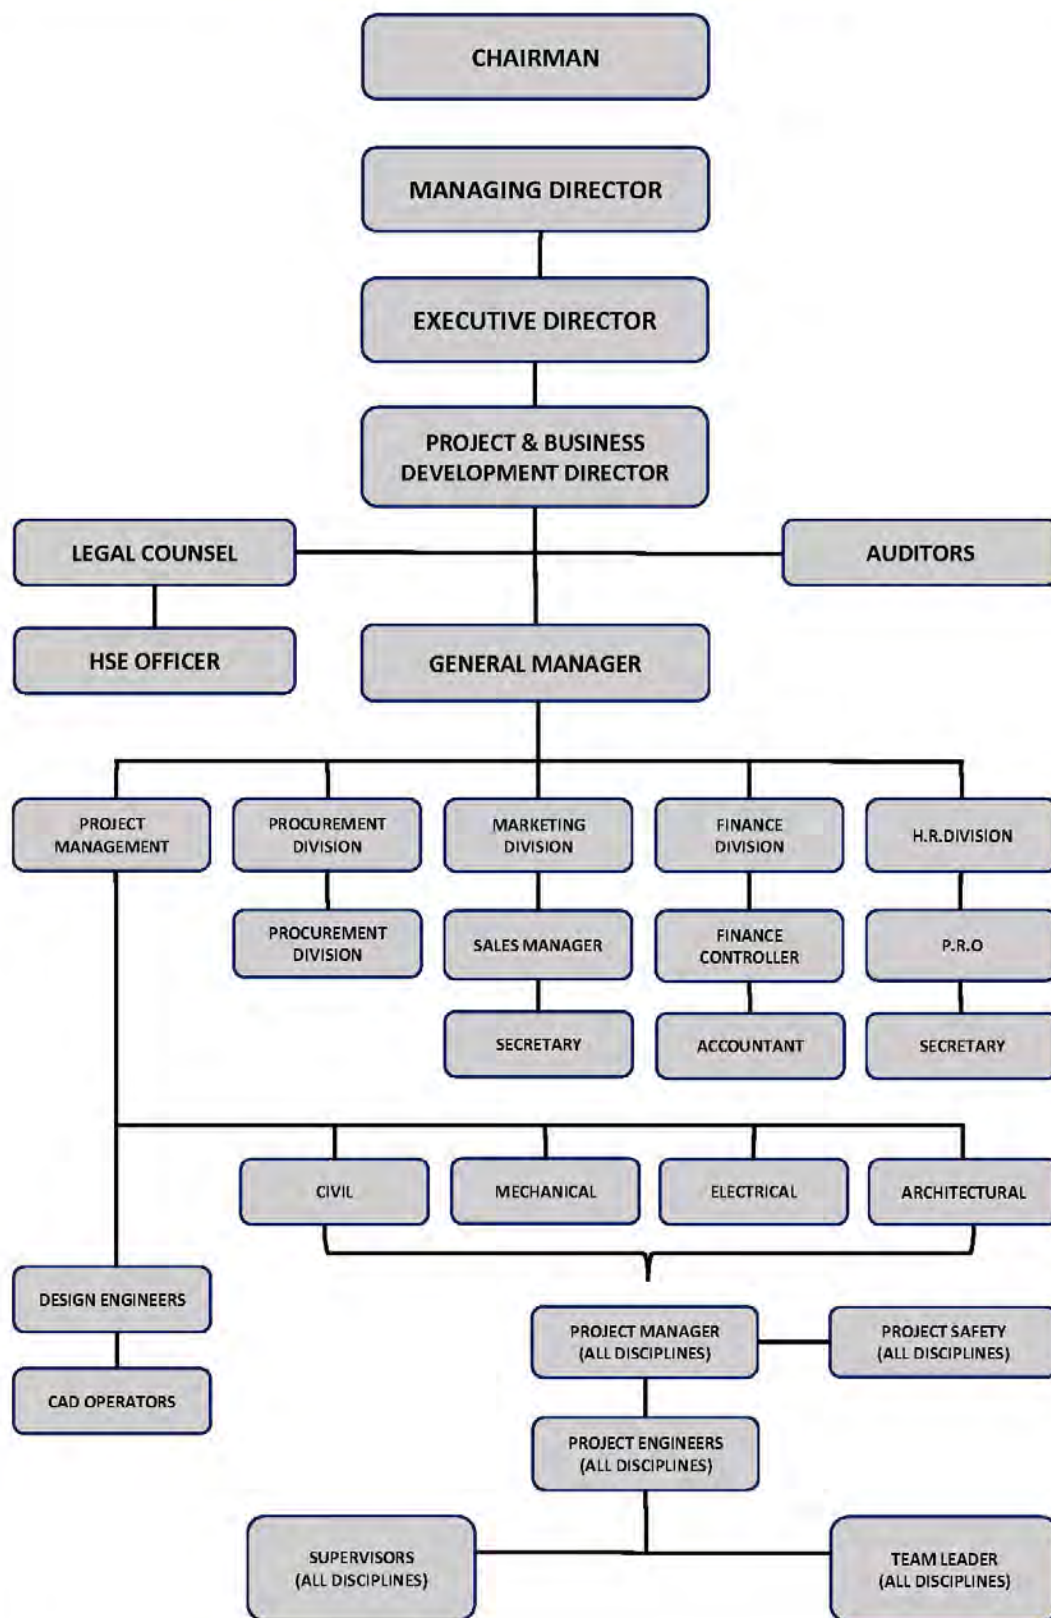 CHAIRMAN
MANAGING DIRECTOR
EXECUTIVE DIRECTOR
PROJECT & BUSINESS
DEVELOPMENT DIRECTOR
LEGAL COUNSEL
AUDITORS
HSE OFFICER
GENERAL MANAGER
PROJECT
MANAGEMENT
PROCUREMENT
DIVISION
MARKETING
DIVISION
FINANCE
DIVISION
H.R.DIVISION
PROCUREMENT
DIVISION
SALES MANAGER
FINANCE
CONTROLLER
P.R.O
SECRETARY
ACCOUNTANT
SECRETARY
CIVIL
MECHANICAL
ELECTRICAL
ARCHITECTURAL
DESIGN ENGINEERS
PROJECT MANAGER
(ALL DISCIPLINES)
PROJECT SAFETY
(ALL DISCIPLINES)
CAD OPERATORS
PROJECT ENGINEERS
(ALL DISCIPLINES)
SUPERVISORS
(ALL DISCIPLINES)
TEAM LEADER
(ALL DISCIPLINES)